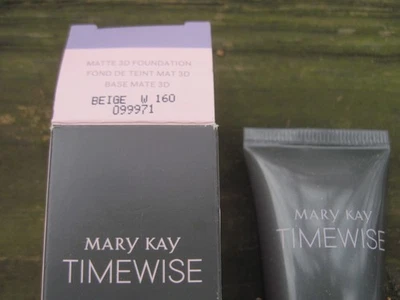 MATTE 3D FOUNDATION
FOND DE TEINT MAT 3D
BASE MATE 3D
BEIGE W 160
099971
MARY KAY
TIMEWISE
MARY KAY
TIMEWISE